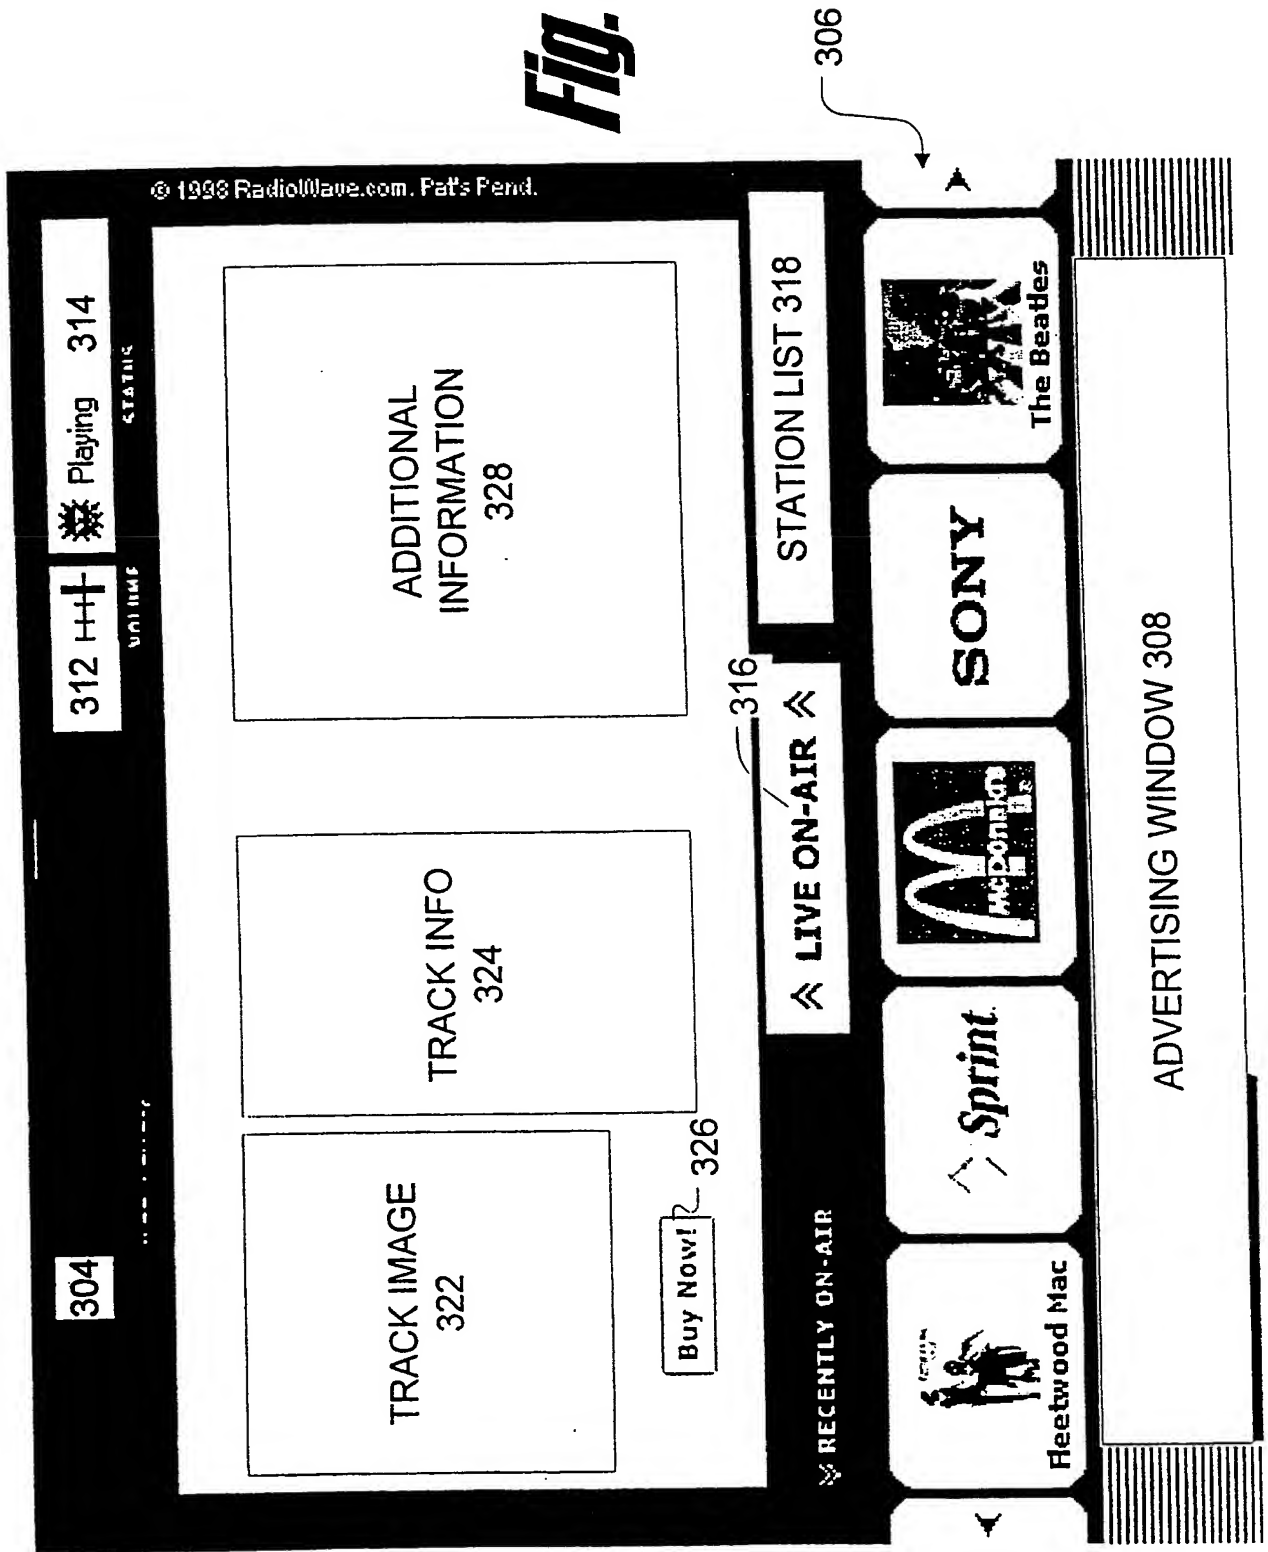 Fig.
306
304
312
314
Playing
VOLUME
STATUS
© 1998 RadioWave.com. Pat's Pend.
TRACK IMAGE
322
TRACK INFO
324
ADDITIONAL
INFORMATION
328
Buy Now!
326
316
RECENTLY ON-AIR
LIVE ON-AIR
STATION LIST 318
Fleetwood Mac
Sprint.
McDonald's
SONY
The Beatles
ADVERTISING WINDOW 308